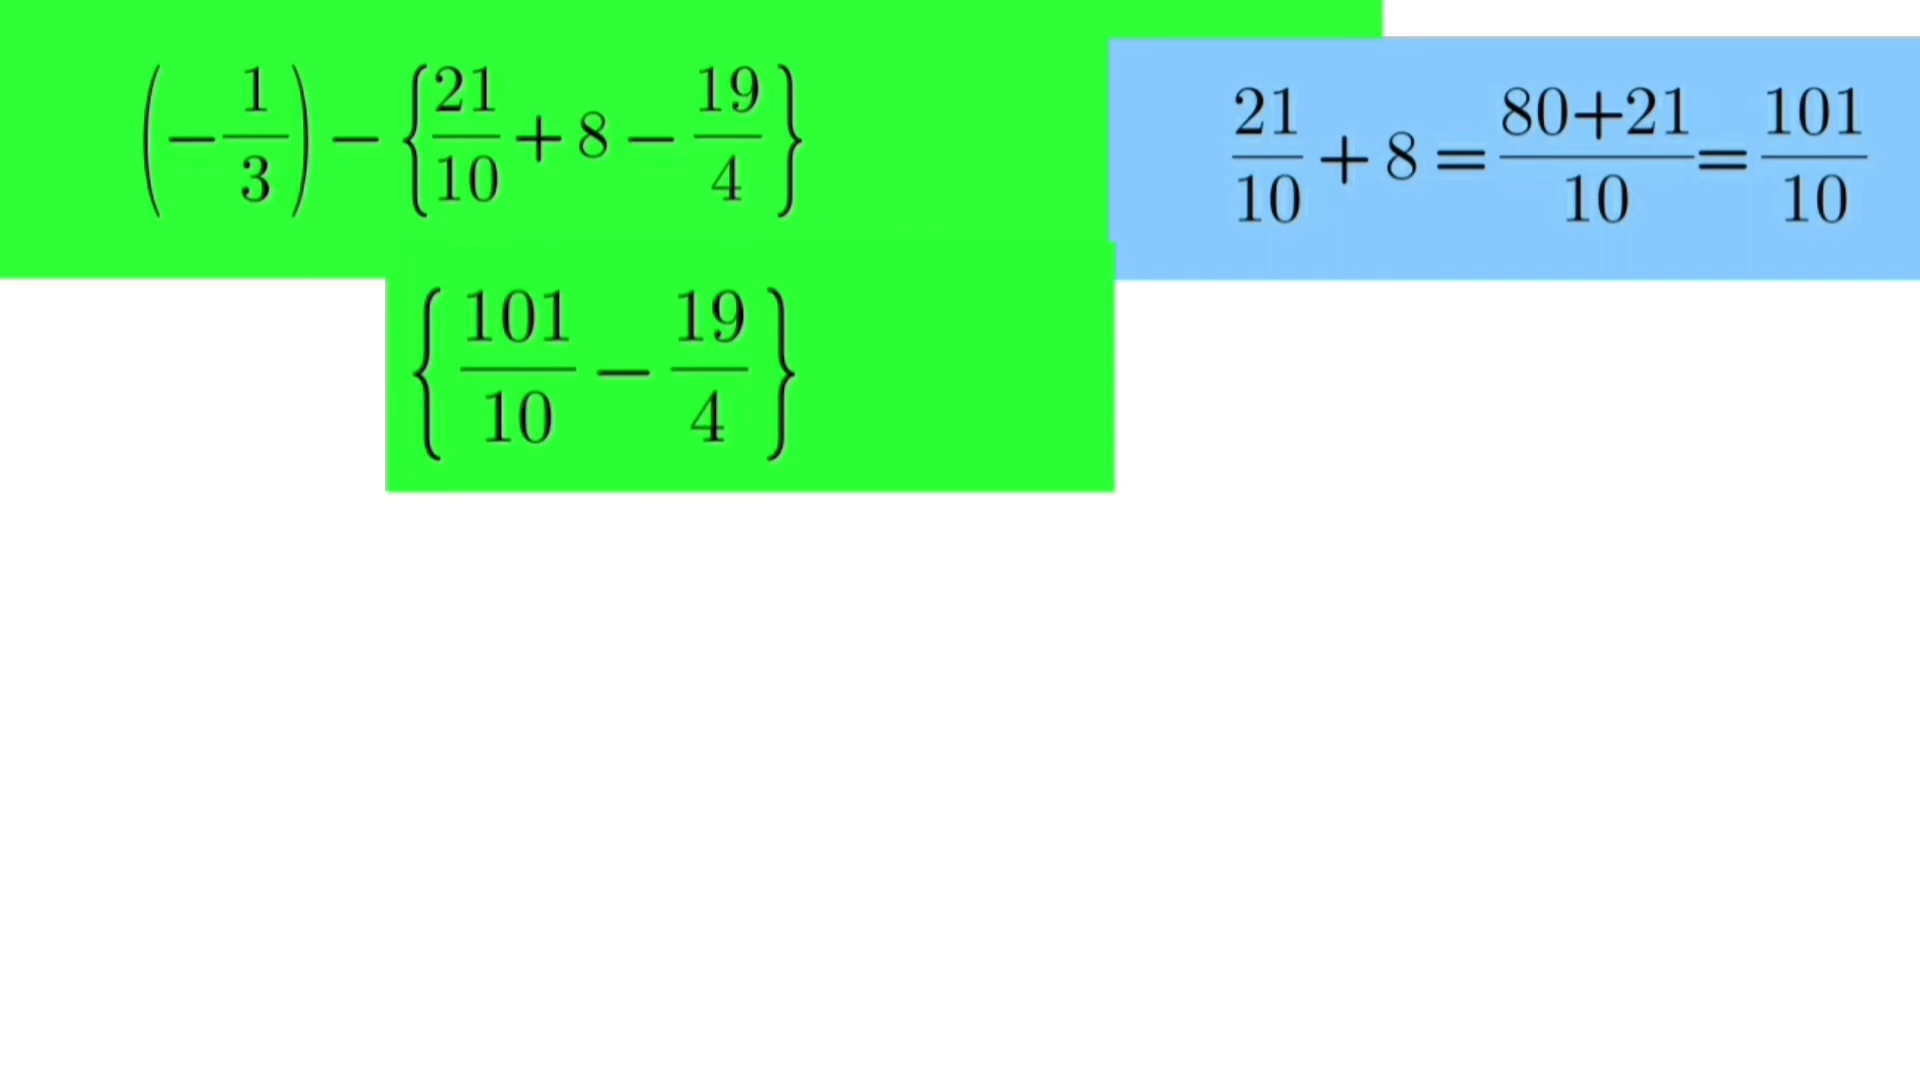 (− 1/3) − {21/10 + 8 − 19/4}
21/10 + 8 = 80+21/10 = 101/10
{101/10 − 19/4}